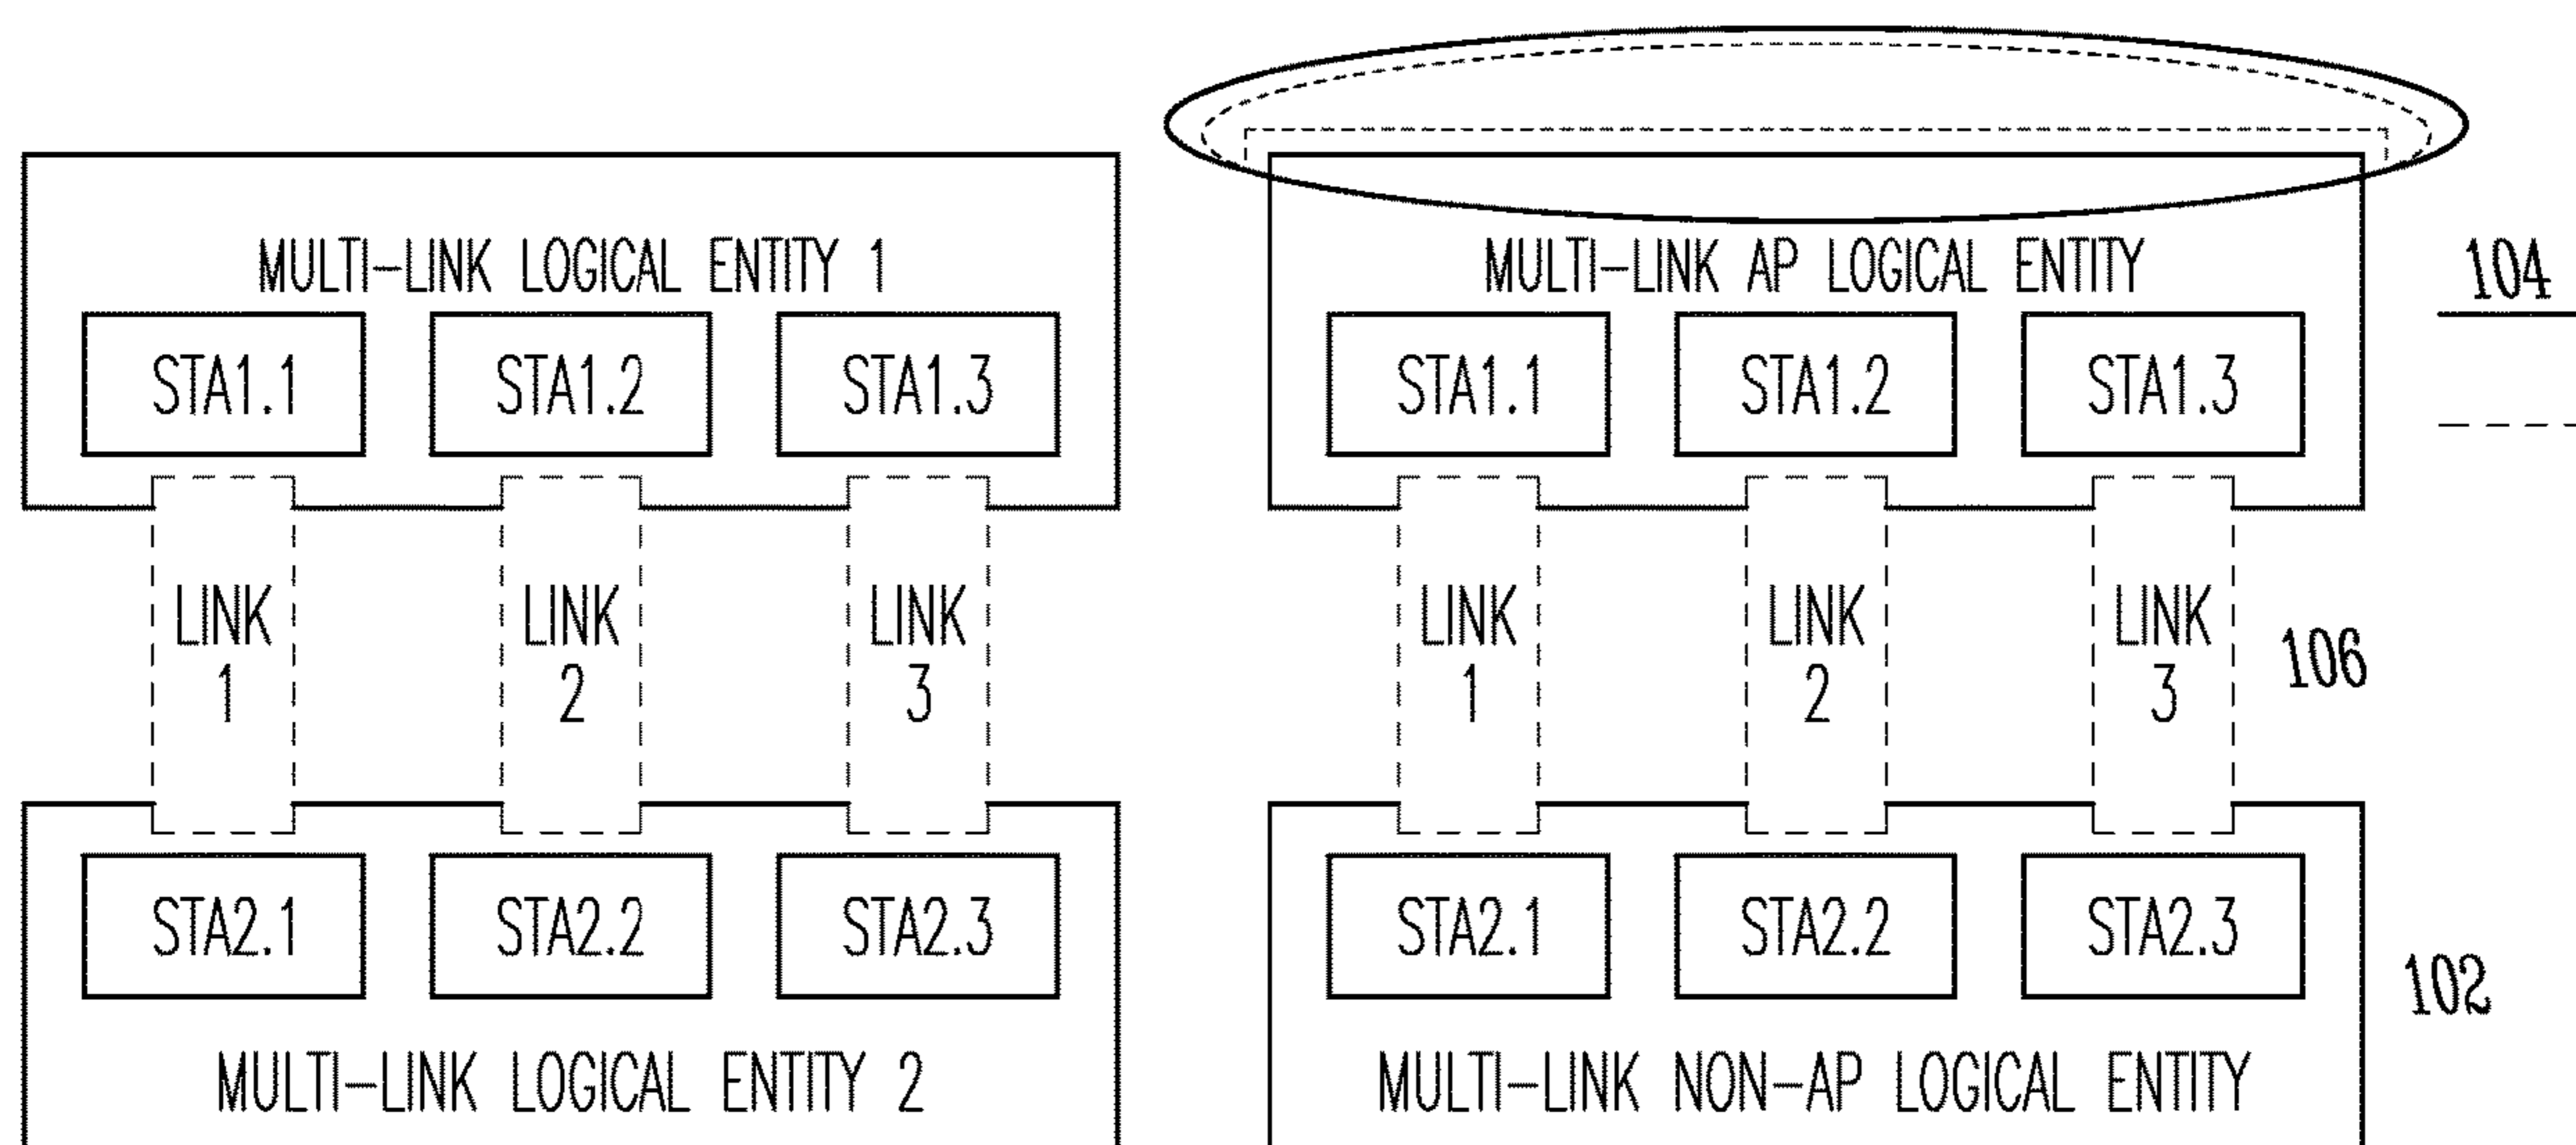 MULTI-LINK LOGICAL ENTITY 1
STA1.1 STA1.2 STA1.3
LINK 1
LINK 2
LINK 3
STA2.1 STA2.2 STA2.3
MULTI-LINK LOGICAL ENTITY 2
MULTI-LINK AP LOGICAL ENTITY
104
STA1.1 STA1.2 STA1.3
LINK 1
LINK 2
LINK 3
106
STA2.1 STA2.2 STA2.3
102
MULTI-LINK NON-AP LOGICAL ENTITY